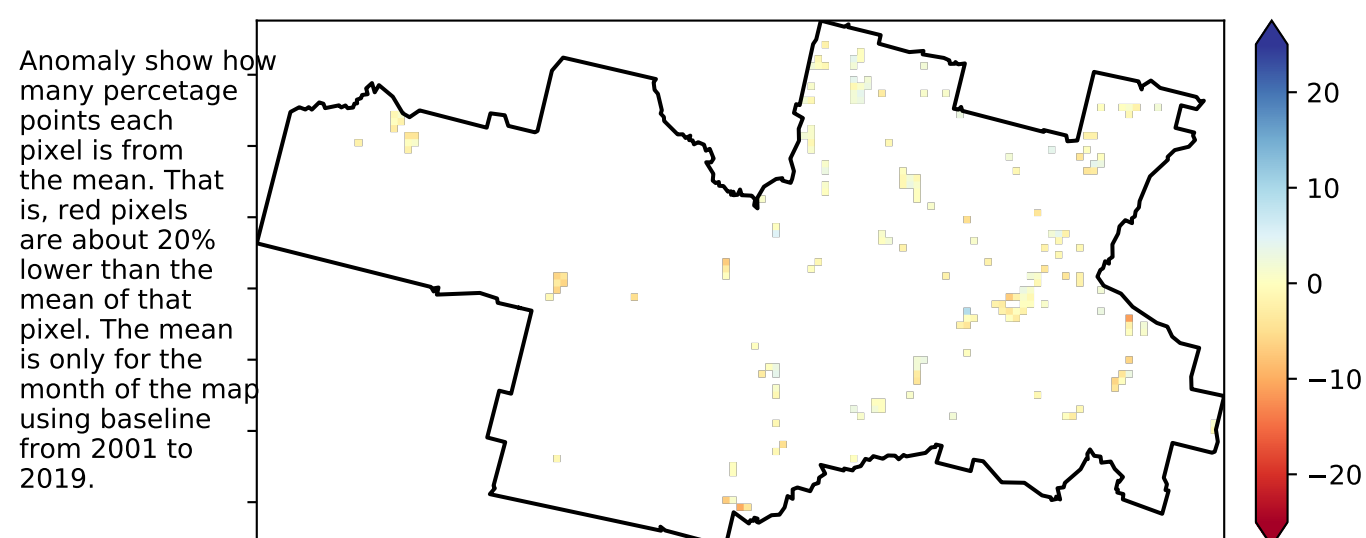 Anomaly show how
many percetage
points each
pixel is from
the mean. That
is, red pixels
are about 20%
lower than the
mean of that
pixel. The mean
is only for the
month of the map
using baseline
from 2001 to
2019.
20
10
0
−10
−20